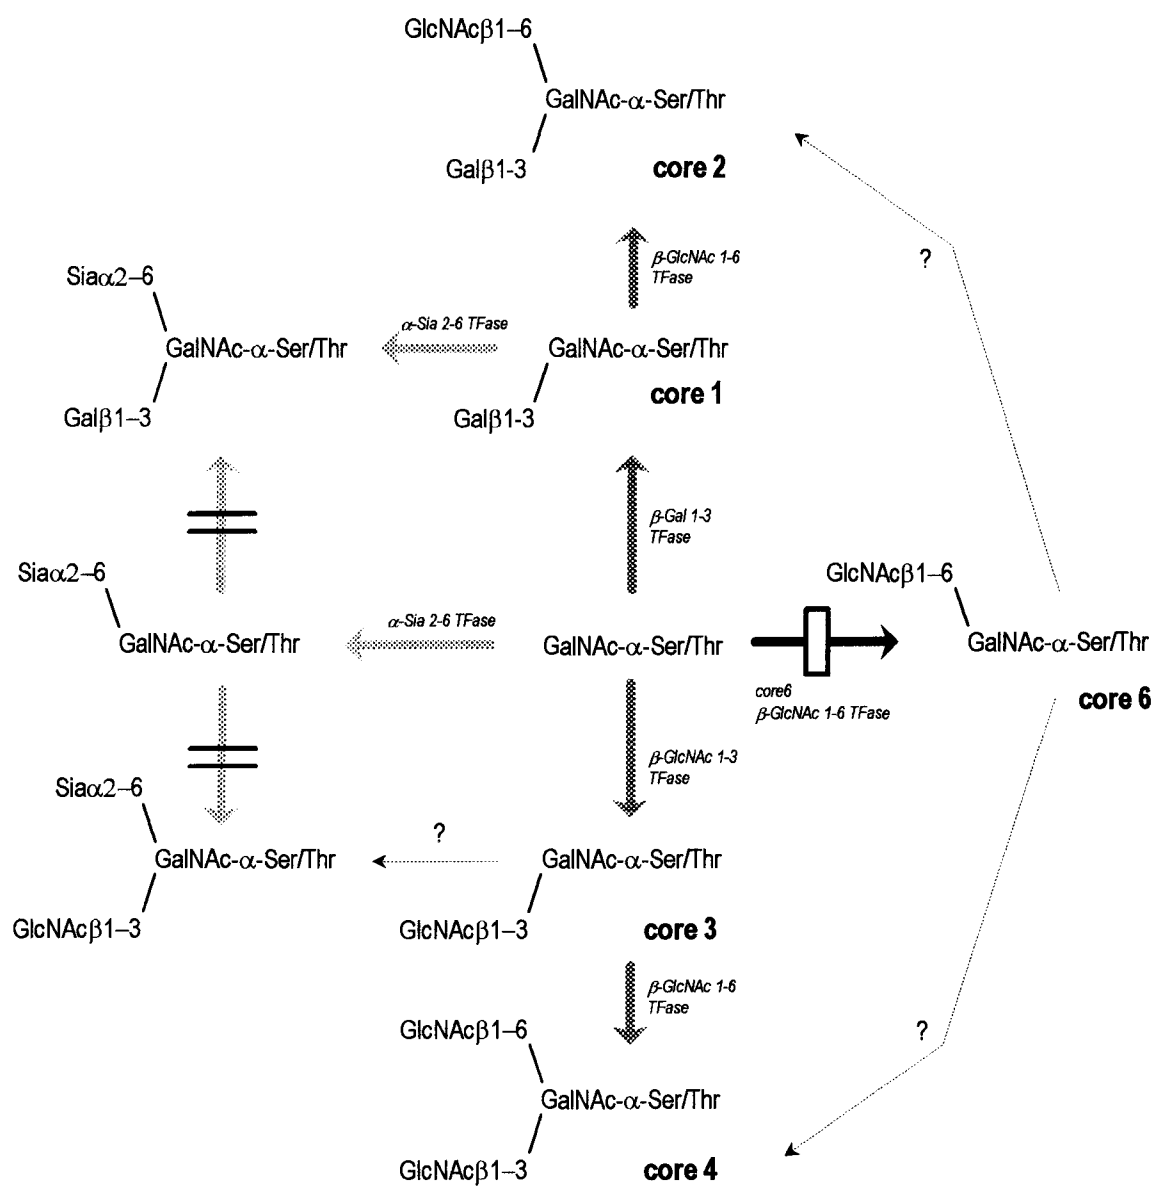 GlcNAcβ1–6
GalNAc-α-Ser/Thr
Galβ1-3
core 2
β-GlcNAc 1-6
TFase
?
Siaα2–6
α-Sia 2-6 TFase
GalNAc-α-Ser/Thr
GalNAc-α-Ser/Thr
core 1
Galβ1–3
Galβ1-3
β-Gal 1-3
TFase
Siaα2–6
GlcNAcβ1–6
α-Sia 2-6 TFase
GalNAc-α-Ser/Thr
GalNAc-α-Ser/Thr
GalNAc-α-Ser/Thr
core6
β-GlcNAc 1-6 TFase
core 6
β-GlcNAc 1-3
TFase
Siaα2–6
?
GalNAc-α-Ser/Thr
GalNAc-α-Ser/Thr
GlcNAcβ1–3
GlcNAcβ1–3
core 3
β-GlcNAc 1-6
TFase
GlcNAcβ1–6
?
GalNAc-α-Ser/Thr
GlcNAcβ1–3
core 4